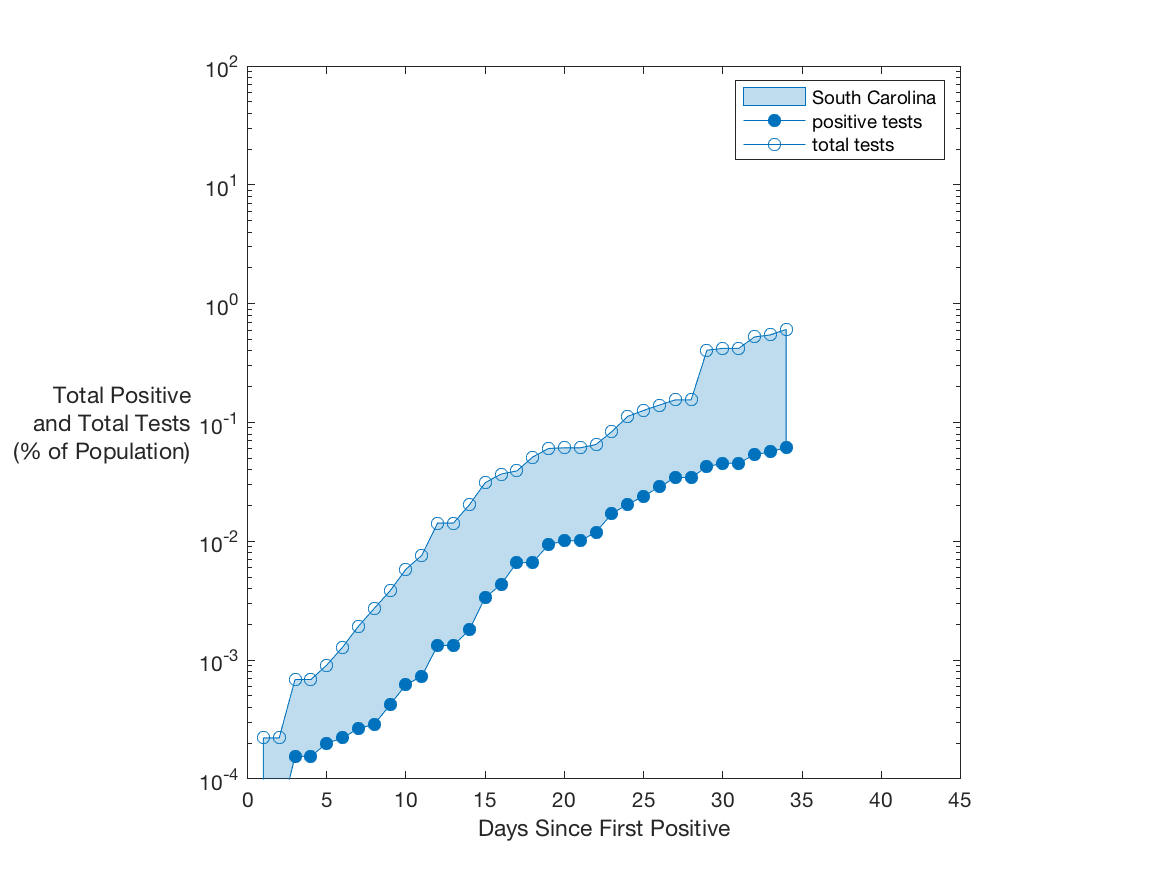 10^2
10^1
10^0
10^-1
10^-2
10^-3
10^-4
Total Positive
and Total Tests
(% of Population)
South Carolina
positive tests
total tests
0 5 10 15 20 25 30 35 40 45
Days Since First Positive